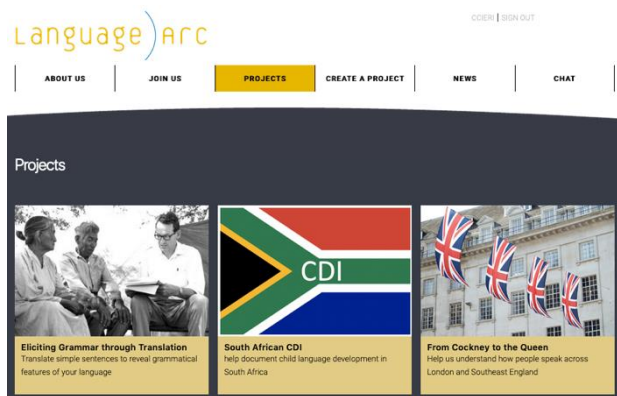 Language Arc
CCIERI | SIGN OUT
ABOUT US
JOIN US
PROJECTS
CREATE A PROJECT
NEWS
CHAT
Projects
CDI
Eliciting Grammar through Translation
Translate simple sentences to reveal grammatical
features of your language
South African CDI
help document child language development in
South Africa
From Cockney to the Queen
Help us understand how people speak across
London and Southeast England